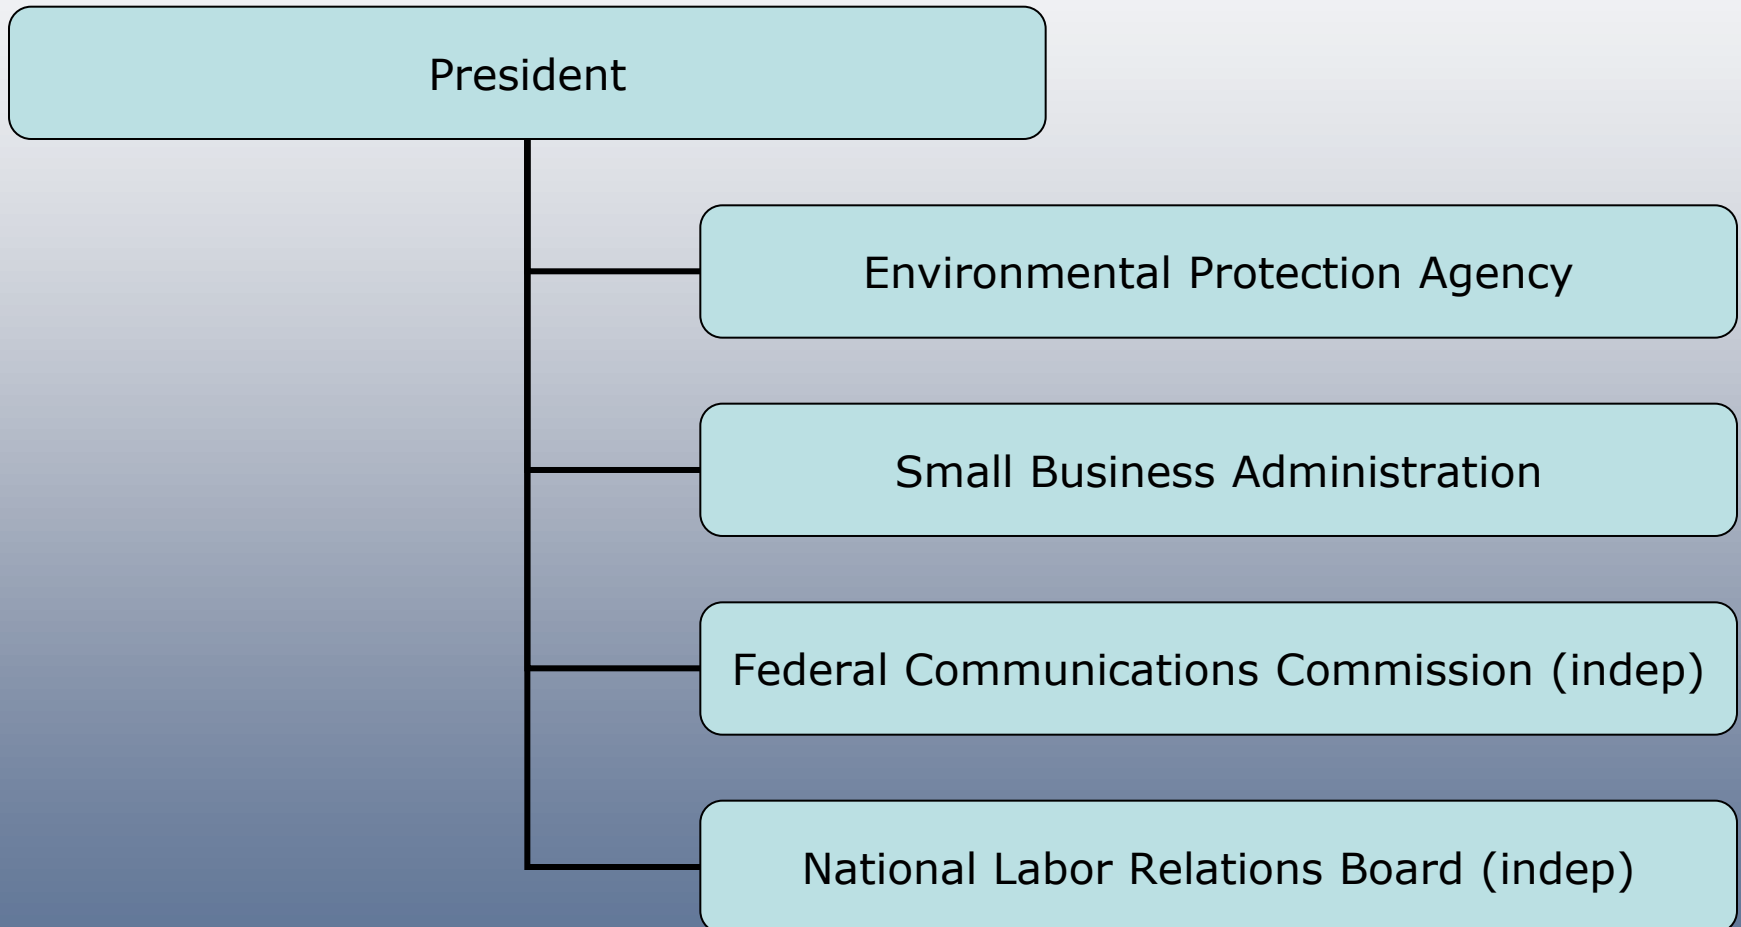 President
Environmental Protection Agency
Small Business Administration
Federal Communications Commission (indep)
National Labor Relations Board (indep)